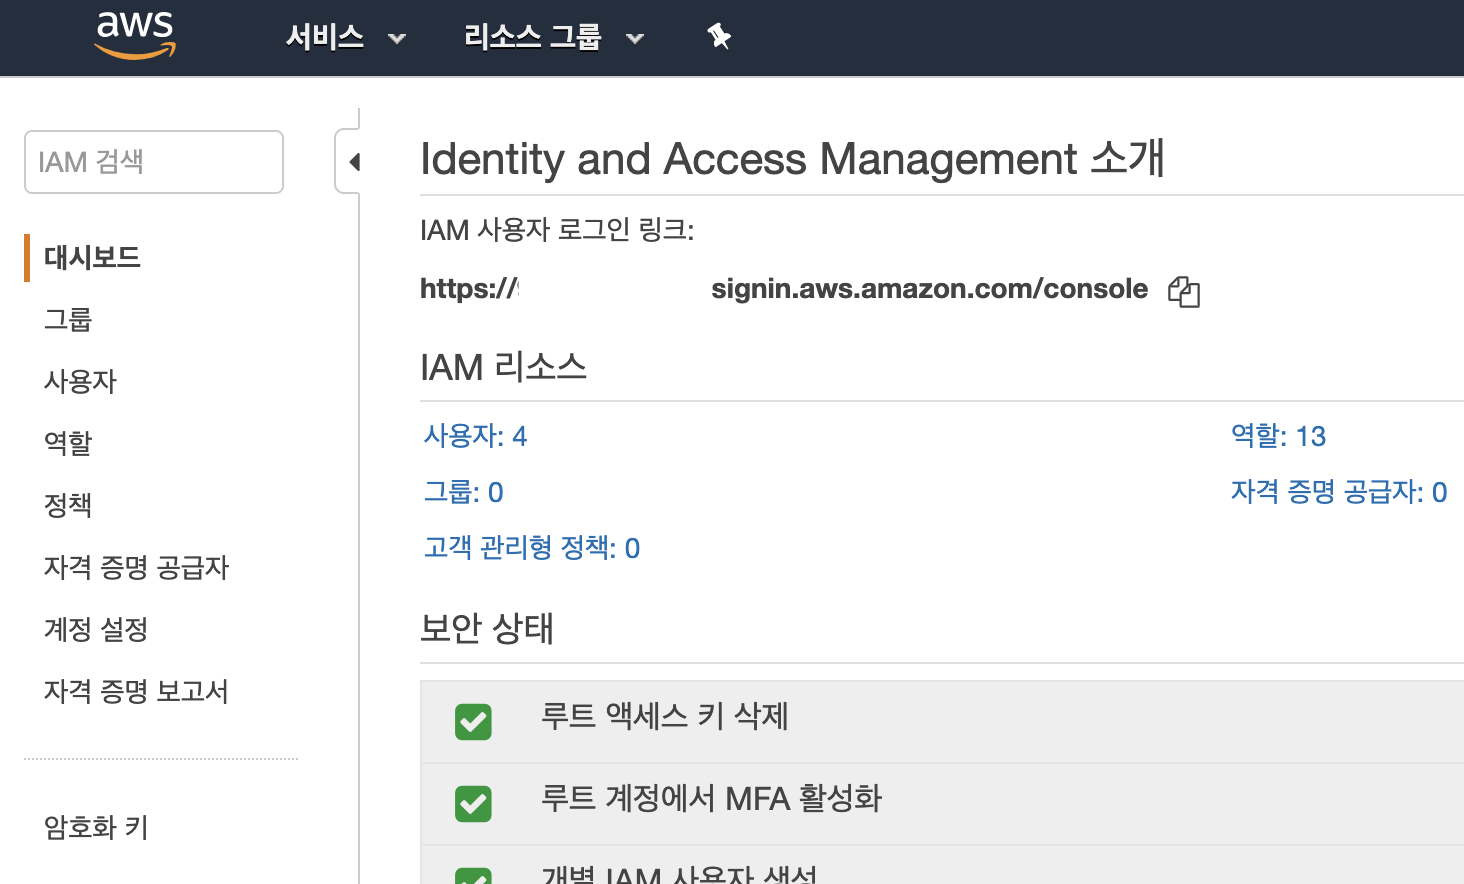 aws 서비스 리소스 그룹
IAM 검색
대시보드
그룹
사용자
역할
정책
자격 증명 공급자
계정 설정
자격 증명 보고서
암호화 키
Identity and Access Management 소개
IAM 사용자 로그인 링크:
https:// signin.aws.amazon.com/console
IAM 리소스
사용자: 4 역할: 13
그룹: 0 자격 증명 공급자: 0
고객 관리형 정책: 0
보안 상태
루트 액세스 키 삭제
루트 계정에서 MFA 활성화
개별 IAM 사용자 생성